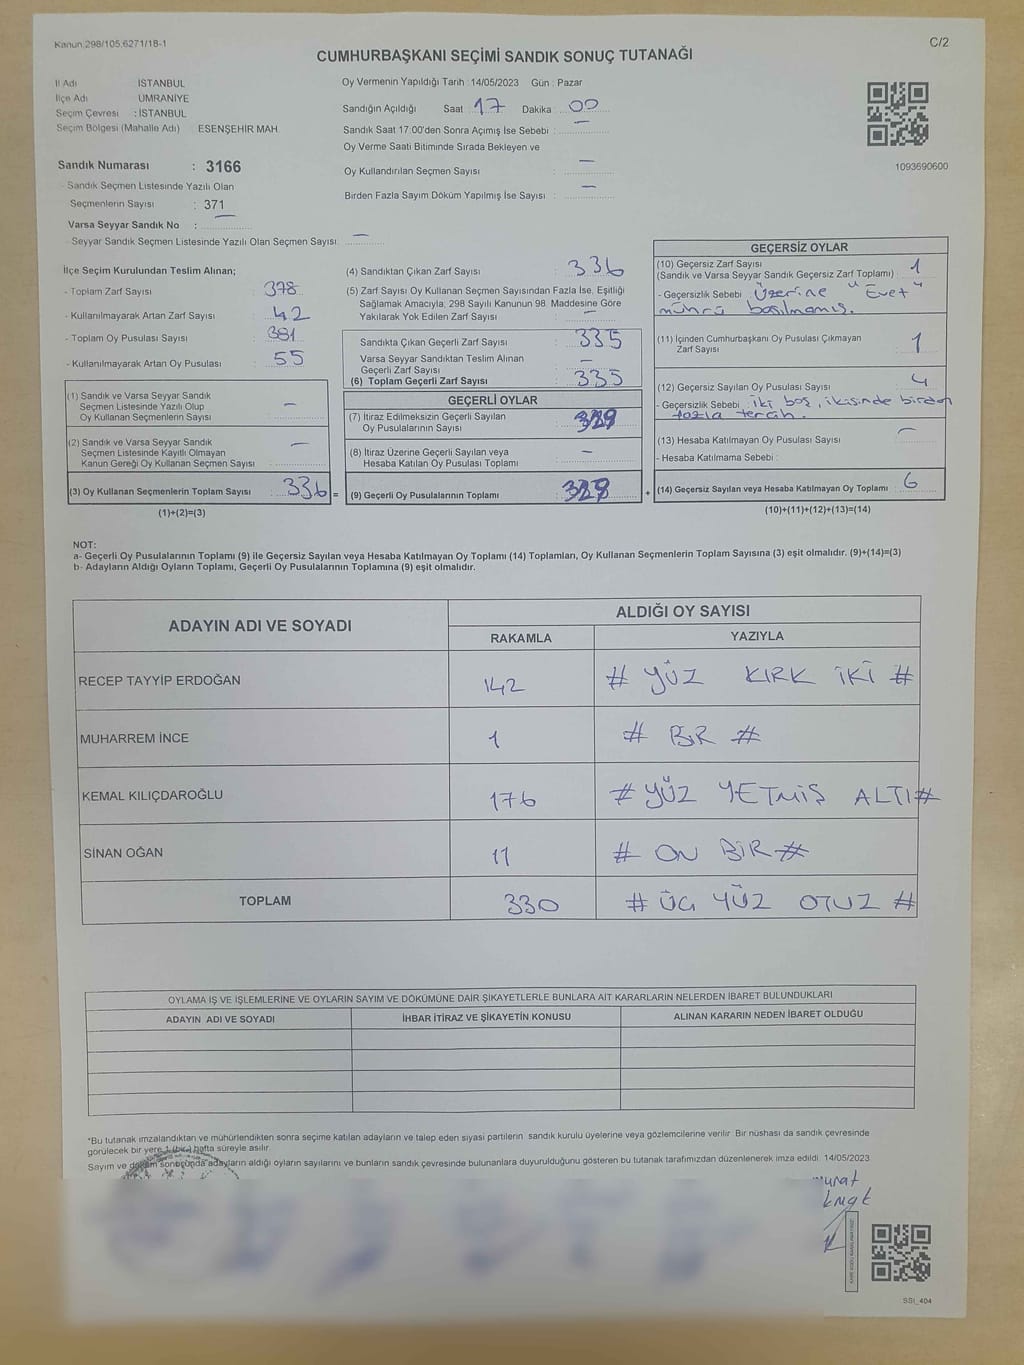 Kanun:298/105,6271/18-1
C/2
CUMHURBAŞKANI SEÇİMİ SANDIK SONUÇ TUTANAĞI
İl Adı İSTANBUL
İlçe Adı ÜMRANİYE
Seçim Çevresi : İSTANBUL
Seçim Bölgesi (Mahalle Adı) ESENŞEHİR MAH.
Oy Vermenin Yapıldığı Tarih : 14/05/2023 Gün : Pazar
Sandığın Açıldığı Saat : 17 Dakika : 00
Sandık Saat 17:00'den Sonra Açımış İse Sebebi : —
Oy Verme Saati Bitiminde Sırada Bekleyen ve
Oy Kullandırılan Seçmen Sayısı : —
Birden Fazla Sayım Döküm Yapılmış İse Sayısı : —
1093690600
Sandık Numarası : 3166
- Sandık Seçmen Listesinde Yazılı Olan
Seçmenlerin Sayısı : 371
Varsa Seyyar Sandık No : —
- Seyyar Sandık Seçmen Listesinde Yazılı Olan Seçmen Sayısı: —
İlçe Seçim Kurulundan Teslim Alınan;
- Toplam Zarf Sayısı : 378
- Kullanılmayarak Artan Zarf Sayısı : 42
- Toplam Oy Pusulası Sayısı : 381
- Kullanılmayarak Artan Oy Pusulası : 55
(1) Sandık ve Varsa Seyyar Sandık
Seçmen Listesinde Yazılı Olup
Oy Kullanan Seçmenlerin Sayısı : —
(2) Sandık ve Varsa Seyyar Sandık
Seçmen Listesinde Kayıtlı Olmayan
Kanun Gereği Oy Kullanan Seçmen Sayısı : —
(3) Oy Kullanan Seçmenlerin Toplam Sayısı : 336 =
(1)+(2)=(3)
(4) Sandıktan Çıkan Zarf Sayısı : 336
(5) Zarf Sayısı Oy Kullanan Seçmen Sayısından Fazla İse, Eşitliği
Sağlamak Amacıyla; 298 Sayılı Kanunun 98. Maddesine Göre
Yakılarak Yok Edilen Zarf Sayısı : —
Sandıkta Çıkan Geçerli Zarf Sayısı : 335
Varsa Seyyar Sandıktan Teslim Alınan
Geçerli Zarf Sayısı : —
(6) Toplam Geçerli Zarf Sayısı : 335
GEÇERLİ OYLAR
(7) İtiraz Edilmeksizin Geçerli Sayılan
Oy Pusulalarının Sayısı :
(8) İtiraz Üzerine Geçerli Sayılan veya
Hesaba Katılan Oy Pusulası Toplamı : —
(9) Geçerli Oy Pusulalarının Toplamı : +
GEÇERSİZ OYLAR
(10) Geçersiz Zarf Sayısı : 1
(Sandık ve Varsa Seyyar Sandık Geçersiz Zarf Toplamı)
- Geçersizlik Sebebi : Üzerine "Evet"
mührü basılmamış.
(11) İçinden Cumhurbaşkanı Oy Pusulası Çıkmayan
Zarf Sayısı : 1
(12) Geçersiz Sayılan Oy Pusulası Sayısı : 4
- Geçersizlik Sebebi : İki boş, ikisinde birden
fazla tercih.
(13) Hesaba Katılmayan Oy Pusulası Sayısı : —
- Hesaba Katılmama Sebebi :
(14) Geçersiz Sayılan veya Hesaba Katılmayan Oy Toplamı : 6
(10)+(11)+(12)+(13)=(14)
NOT:
a- Geçerli Oy Pusulalarının Toplamı (9) ile Geçersiz Sayılan veya Hesaba Katılmayan Oy Toplamı (14) Toplamları, Oy Kullanan Seçmenlerin Toplam Sayısına (3) eşit olmalıdır. (9)+(14)=(3)
b- Adayların Aldığı Oyların Toplamı, Geçerli Oy Pusulalarının Toplamına (9) eşit olmalıdır.
ADAYIN ADI VE SOYADI
ALDIĞI OY SAYISI
RAKAMLA YAZIYLA
RECEP TAYYİP ERDOĞAN 142 # YÜZ KIRK İKİ #
MUHARREM İNCE 1 # BİR #
KEMAL KILIÇDAROĞLU 176 # YÜZ YETMİŞ ALTI #
SİNAN OĞAN 11 # ON BİR #
TOPLAM 330 # ÜÇ YÜZ OTUZ #
OYLAMA İŞ VE İŞLEMLERİNE VE OYLARIN SAYIM VE DÖKÜMÜNE DAİR ŞİKAYETLERLE BUNLARA AİT KARARLARIN NELERDEN İBARET BULUNDUKLARI
ADAYIN ADI VE SOYADI İHBAR İTİRAZ VE ŞİKAYETİN KONUSU ALINAN KARARIN NEDEN İBARET OLDUĞU
*Bu tutanak imzalandıktan ve mühürlendikten sonra seçime katılan adayların ve talep eden siyasi partilerin sandık kurulu üyelerine veya gözlemcilerine verilir. Bir nüshası da sandık çevresinde
görülecek bir yere 1 (bir) hafta süreyle asılır.
Sayım ve döküm sonucunda adayların aldığı oyların sayılarını ve bunların sandık çevresinde bulunanlara duyurulduğunu gösteren bu tutanak tarafımızdan düzenlenerek imza edildi. 14/05/2023
murat
SSI_404